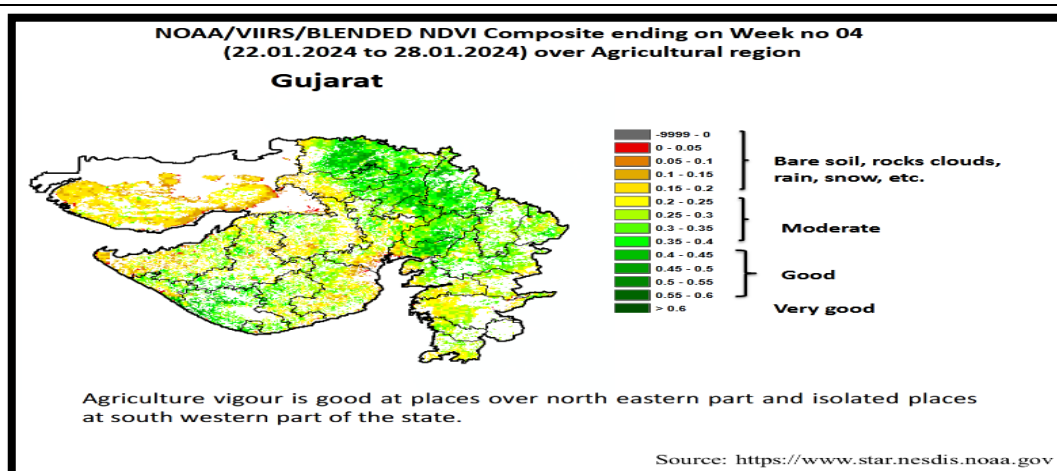 NOAA/VIIRS/BLENDED NDVI Composite ending on Week no 04
(22.01.2024 to 28.01.2024) over Agricultural region
Gujarat
-9999 - 0
0 - 0.05
0.05 - 0.1
0.1 - 0.15
0.15 - 0.2
0.2 - 0.25
0.25 - 0.3
0.3 - 0.35
0.35 - 0.4
0.4 - 0.45
0.45 - 0.5
0.5 - 0.55
0.55 - 0.6
> 0.6
Bare soil, rocks clouds,
rain, snow, etc.
Moderate
Good
Very good
Agriculture vigour is good at places over north eastern part and isolated places
at south western part of the state.
Source: https://www.star.nesdis.noaa.gov